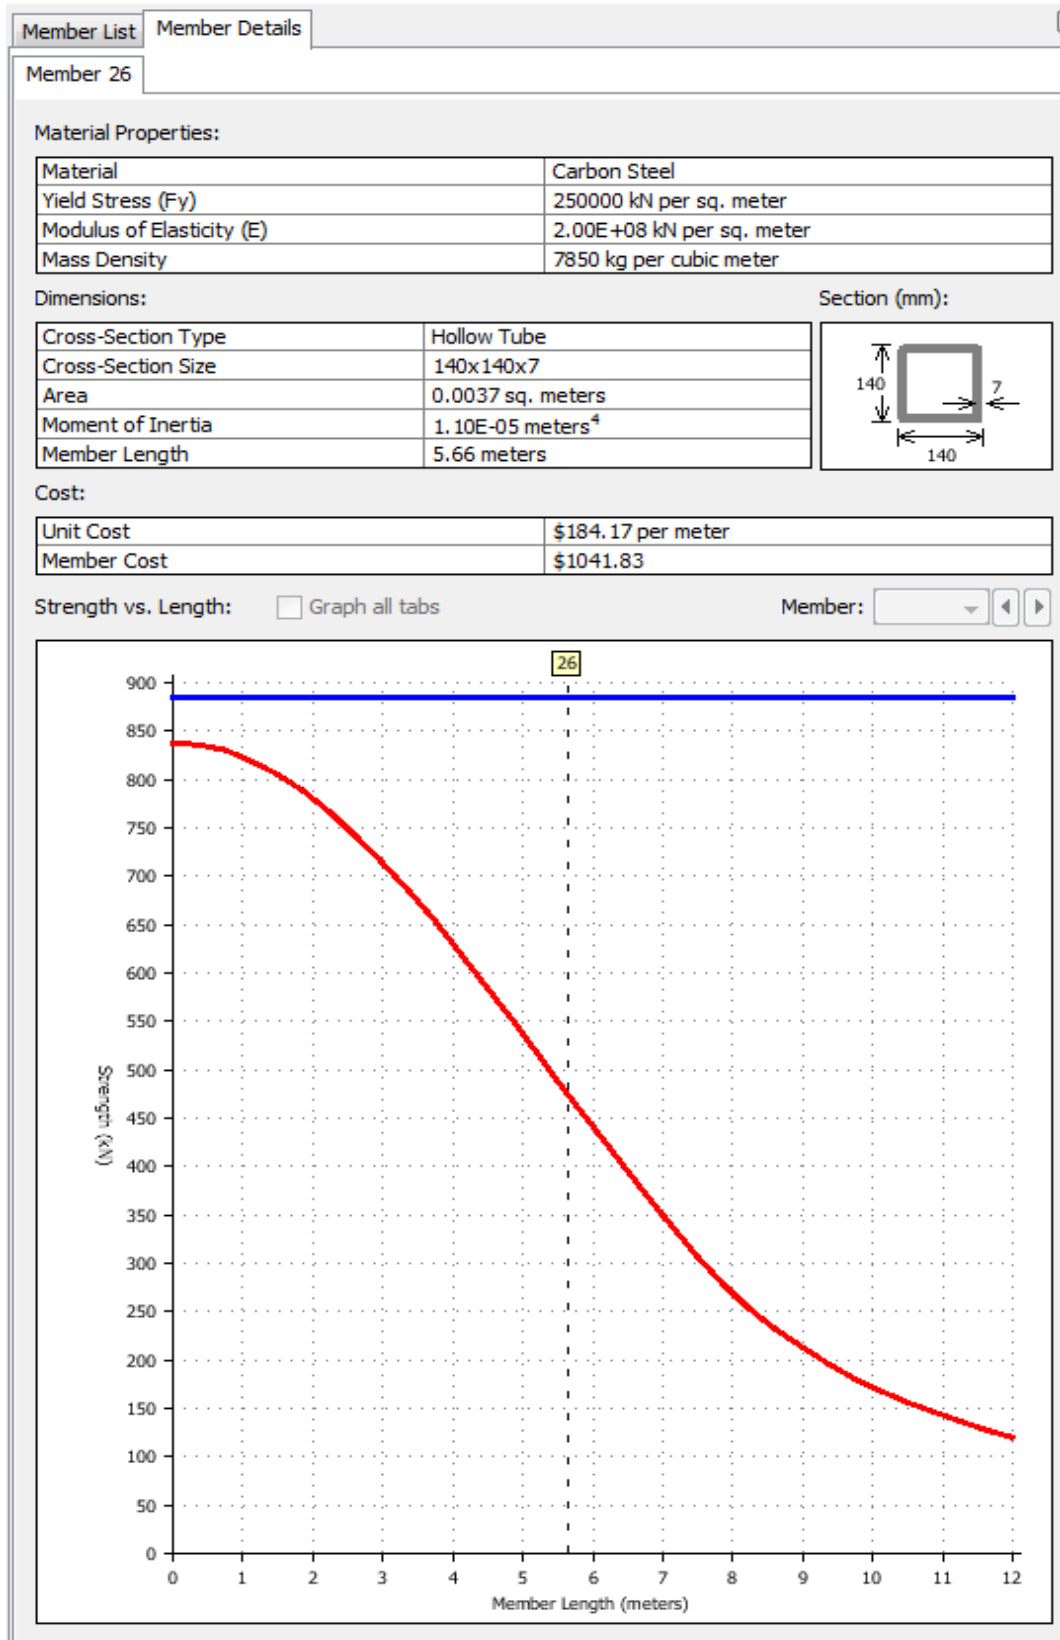 Member List Member Details
Member 26
Material Properties:
Material Carbon Steel
Yield Stress (Fy) 250000 kN per sq. meter
Modulus of Elasticity (E) 2.00E+08 kN per sq. meter
Mass Density 7850 kg per cubic meter
Dimensions: Section (mm):
Cross-Section Type Hollow Tube
Cross-Section Size 140x140x7
Area 0.0037 sq. meters
Moment of Inertia 1.10E-05 meters⁴
Member Length 5.66 meters
140 7
140
Cost:
Unit Cost $184.17 per meter
Member Cost $1041.83
Strength vs. Length: Graph all tabs Member:
26
900
850
800
750
700
650
600
550
500
450
400
350
300
250
200
150
100
50
0
Strength (kN)
0 1 2 3 4 5 6 7 8 9 10 11 12
Member Length (meters)